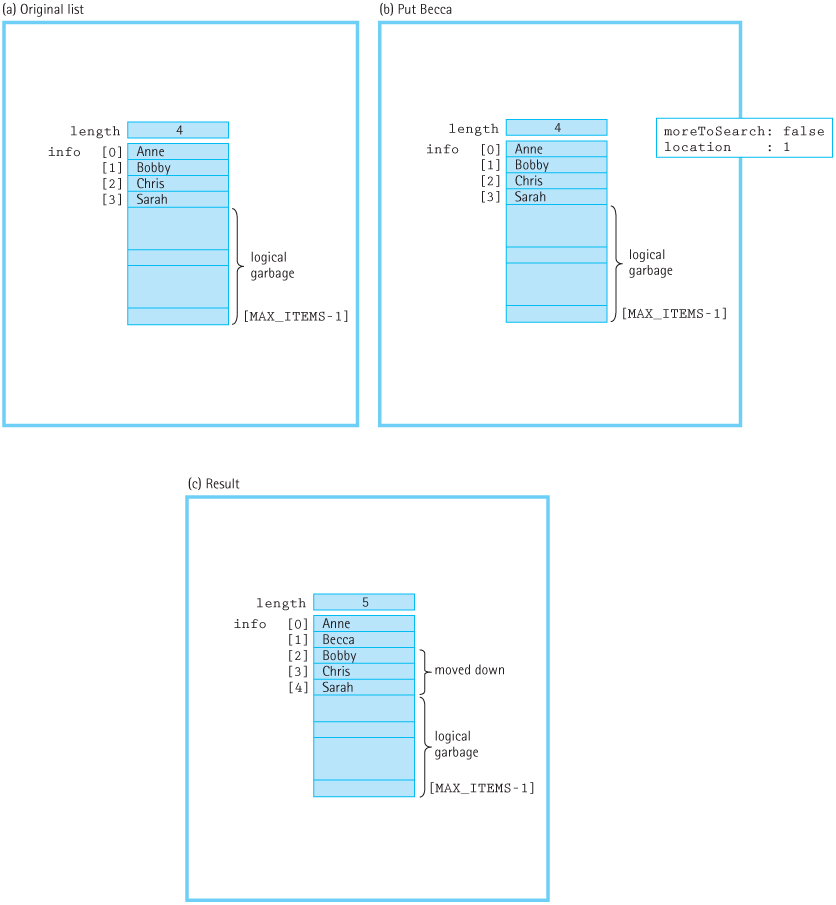 (a) Original list
length 4
info [0] Anne
[1] Bobby
[2] Chris
[3] Sarah
logical
garbage
[MAX_ITEMS-1]
(b) Put Becca
length 4
moreToSearch: false
location : 1
info [0] Anne
[1] Bobby
[2] Chris
[3] Sarah
logical
garbage
[MAX_ITEMS-1]
(c) Result
length 5
info [0] Anne
[1] Becca
[2] Bobby
[3] Chris
moved down
[4] Sarah
logical
garbage
[MAX_ITEMS-1]